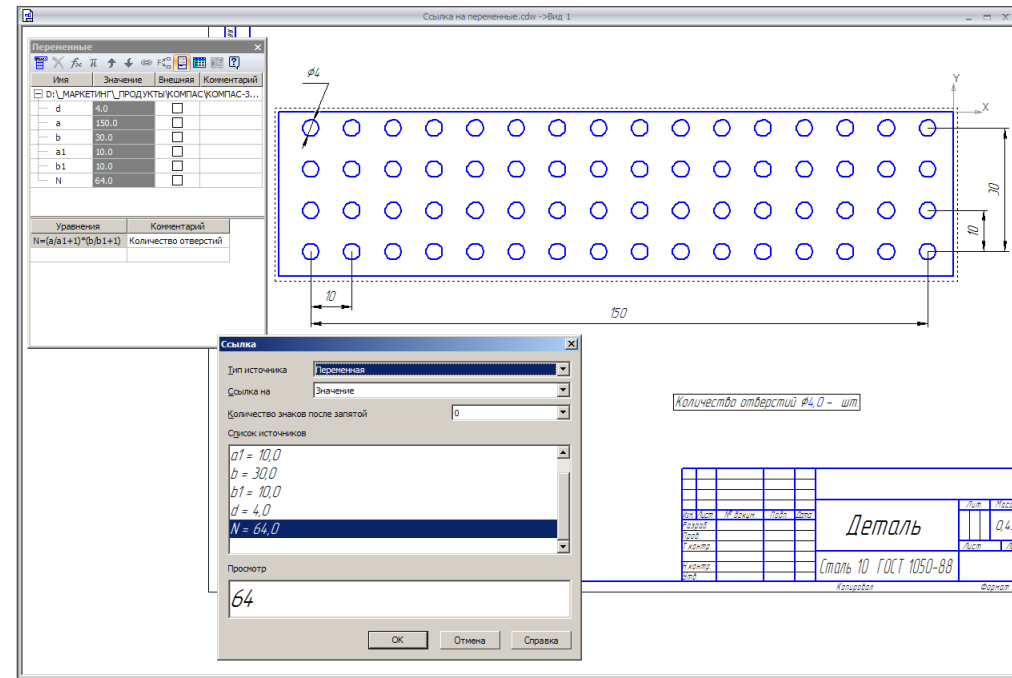 Ссылка на переменные.cdw ->Вид 1
Переменные
Имя Значение Внешняя Комментарий
D:\_МАРКЕТИНГ\_ПРОДУКТЫ\КОМПАС\КОМПАС-3...
d 4.0
a 150.0
b 30.0
a1 10.0
b1 10.0
N 64.0
Уравнения Комментарий
N=(a/a1+1)*(b/b1+1) Количество отверстий
⌀4
Y
X
30
10
10
150
Ссылка
Тип источника Переменная
Ссылка на Значение
Количество знаков после запятой 0
Список источников
a1 = 10,0
b = 30,0
b1 = 10,0
d = 4,0
N = 64,0
Просмотр
64
OK Отмена Справка
Количество отверстий ⌀4,0 – шт
Изм. Лист № докум. Подп. Дата
Разраб.
Пров.
Т.контр.
Н.контр.
Утв.
Деталь
Сталь 10 ГОСТ 1050-88
Лит. Масс
0,4
Лист
Копировал Формат